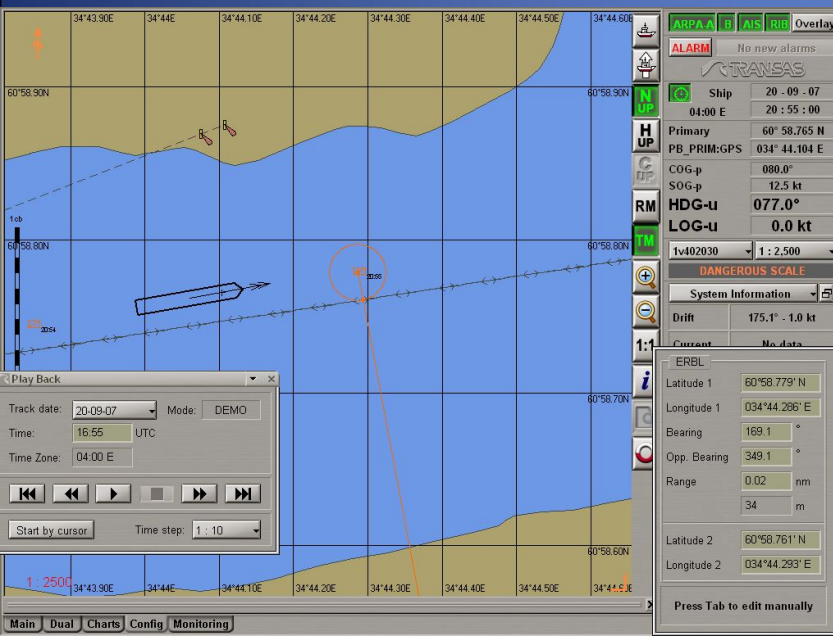 34°43.90E 34°44E 34°44.10E 34°44.20E 34°44.30E 34°44.40E 34°44.50E 34°44.60E
60°58.90N 60°58.90N
1 cb
60°58.80N 60°58.80N
20:55
20:54
60°58.70N
60°58.60N
1 : 2500
34°43.90E 34°44E 34°44.10E 34°44.20E 34°44.30E 34°44.40E 34°44.50E
Play Back
Track date: 20-09-07 Mode: DEMO
Time: 16:55 UTC
Time Zone: 04:00 E
Start by cursor Time step: 1 : 10
Main Dual Charts Config Monitoring
N UP
H UP
C UP
RM
TM
1:1
i
ARPA-A B AIS RIB Overlay
ALARM No new alarms
TRANSAS
Ship 20 - 09 - 07
04:00 E 20 : 55 : 00
Primary 60° 58.765 N
PB_PRIM:GPS 034° 44.104 E
COG-p 080.0°
SOG-p 12.5 kt
HDG-u 077.0°
LOG-u 0.0 kt
1v402030 1 : 2,500
DANGEROUS SCALE
System Information
Drift 175.1° - 1.0 kt
Current No data
ERBL
Latitude 1 60°58.779' N
Longitude 1 034°44.286' E
Bearing 169.1 °
Opp. Bearing 349.1 °
Range 0.02 nm
34 m
Latitude 2 60°58.761' N
Longitude 2 034°44.293' E
Press Tab to edit manually